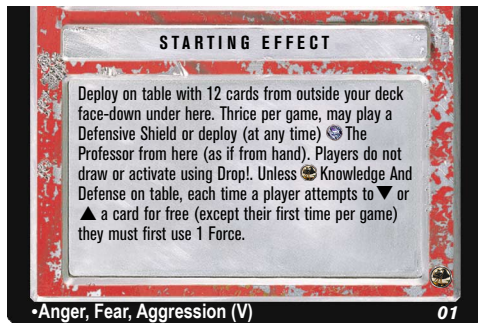 STARTING EFFECT
Deploy on table with 12 cards from outside your deck
face-down under here. Thrice per game, may play a
Defensive Shield or deploy (at any time) The
Professor from here (as if from hand). Players do not
draw or activate using Drop!. Unless Knowledge And
Defense on table, each time a player attempts to ▼ or
▲ a card for free (except their first time per game)
they must first use 1 Force.
•Anger, Fear, Aggression (V) 01